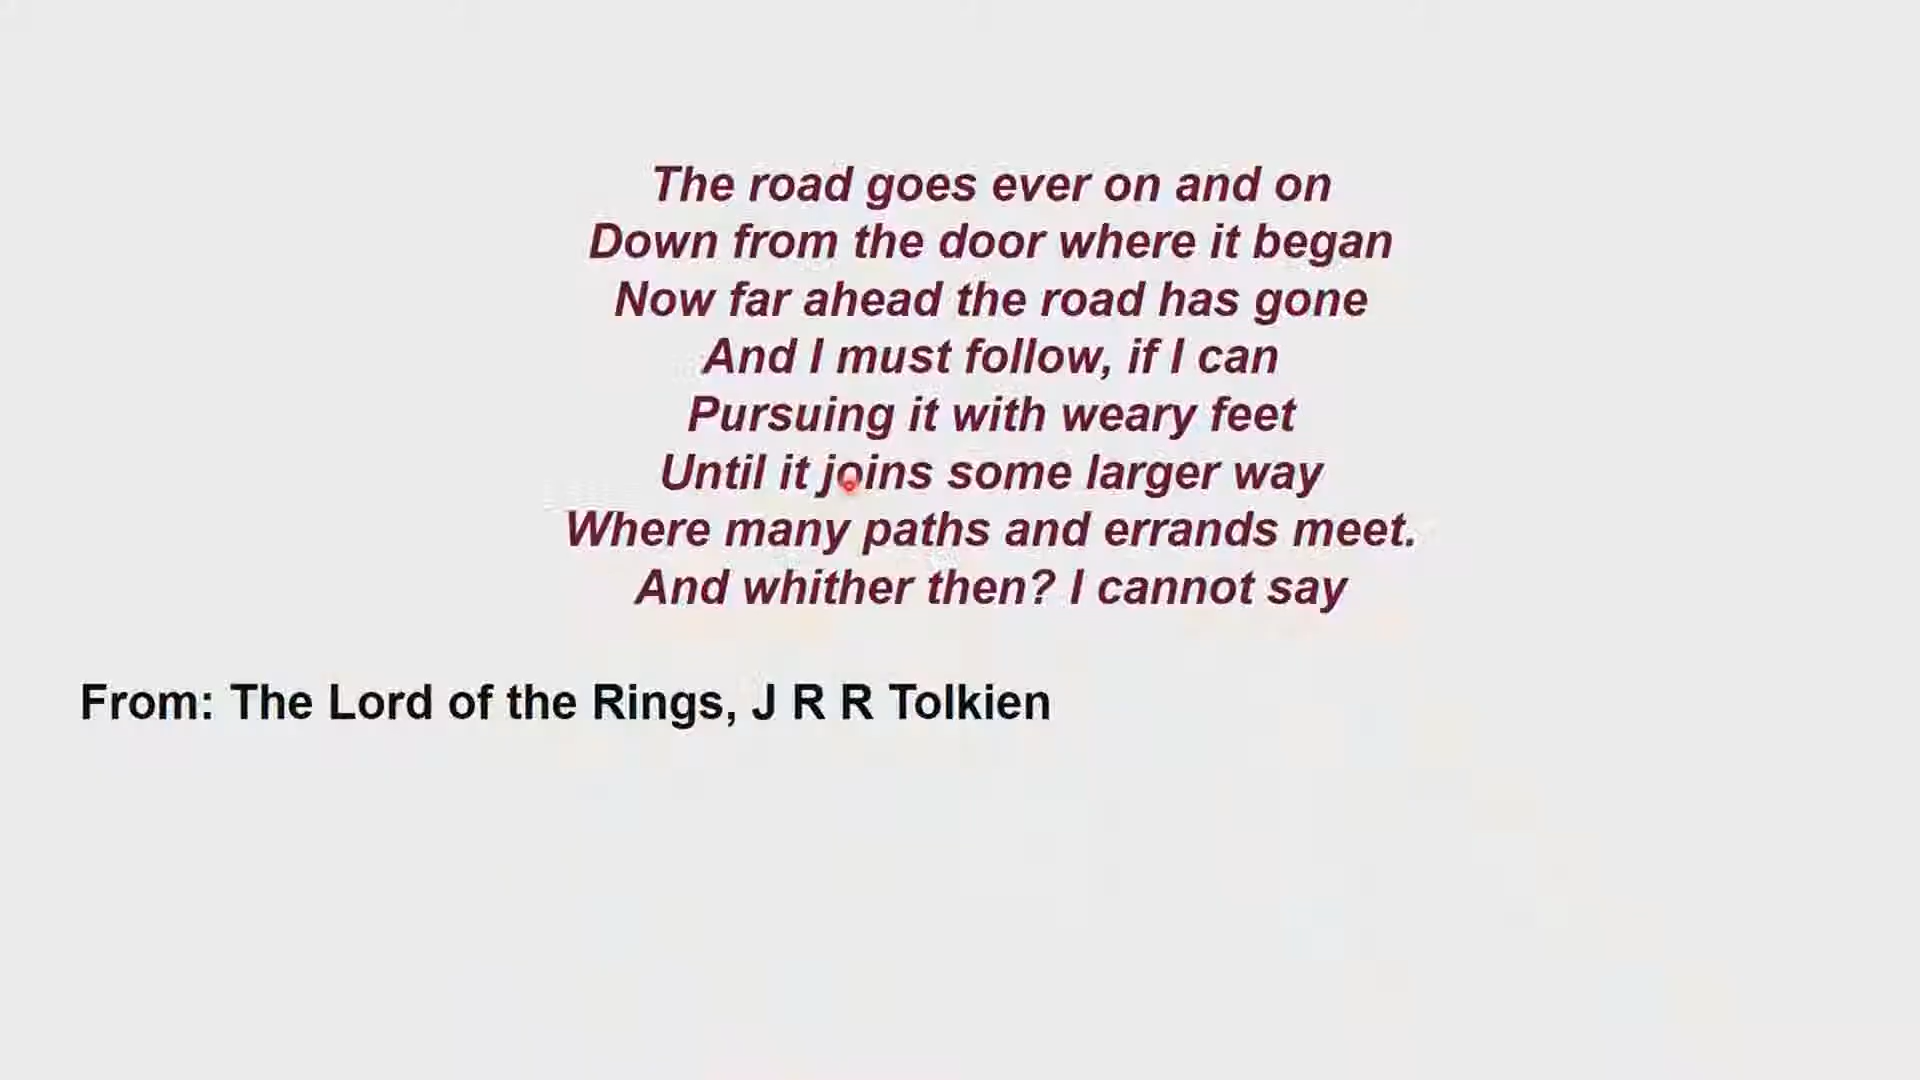 The road goes ever on and on
Down from the door where it began
Now far ahead the road has gone
And I must follow, if I can
Pursuing it with weary feet
Until it joins some larger way
Where many paths and errands meet.
And whither then? I cannot say
From: The Lord of the Rings, J R R Tolkien